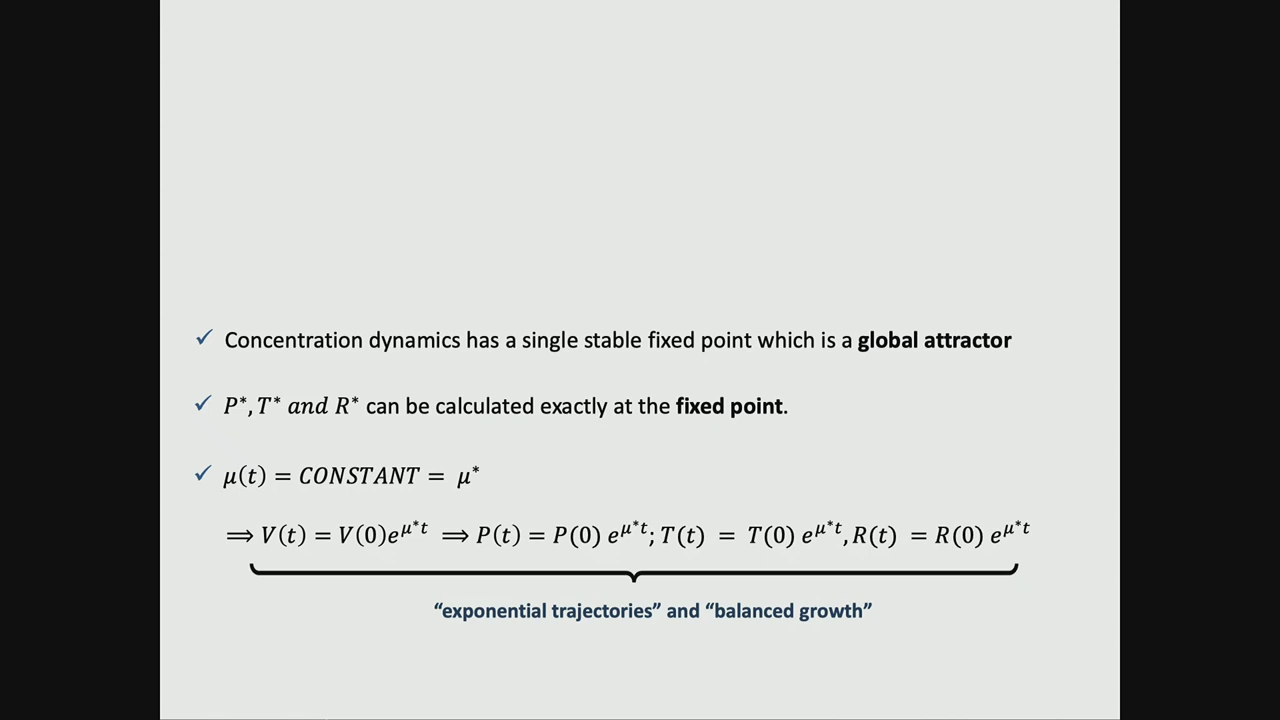 ✓ Concentration dynamics has a single stable fixed point which is a global attractor
✓ P*, T* and R* can be calculated exactly at the fixed point.
✓ μ(t) = CONSTANT = μ*
⟹ V(t) = V(0)e^{μ*t} ⟹ P(t) = P(0) e^{μ*t}; T(t) = T(0) e^{μ*t}, R(t) = R(0) e^{μ*t}
“exponential trajectories” and “balanced growth”